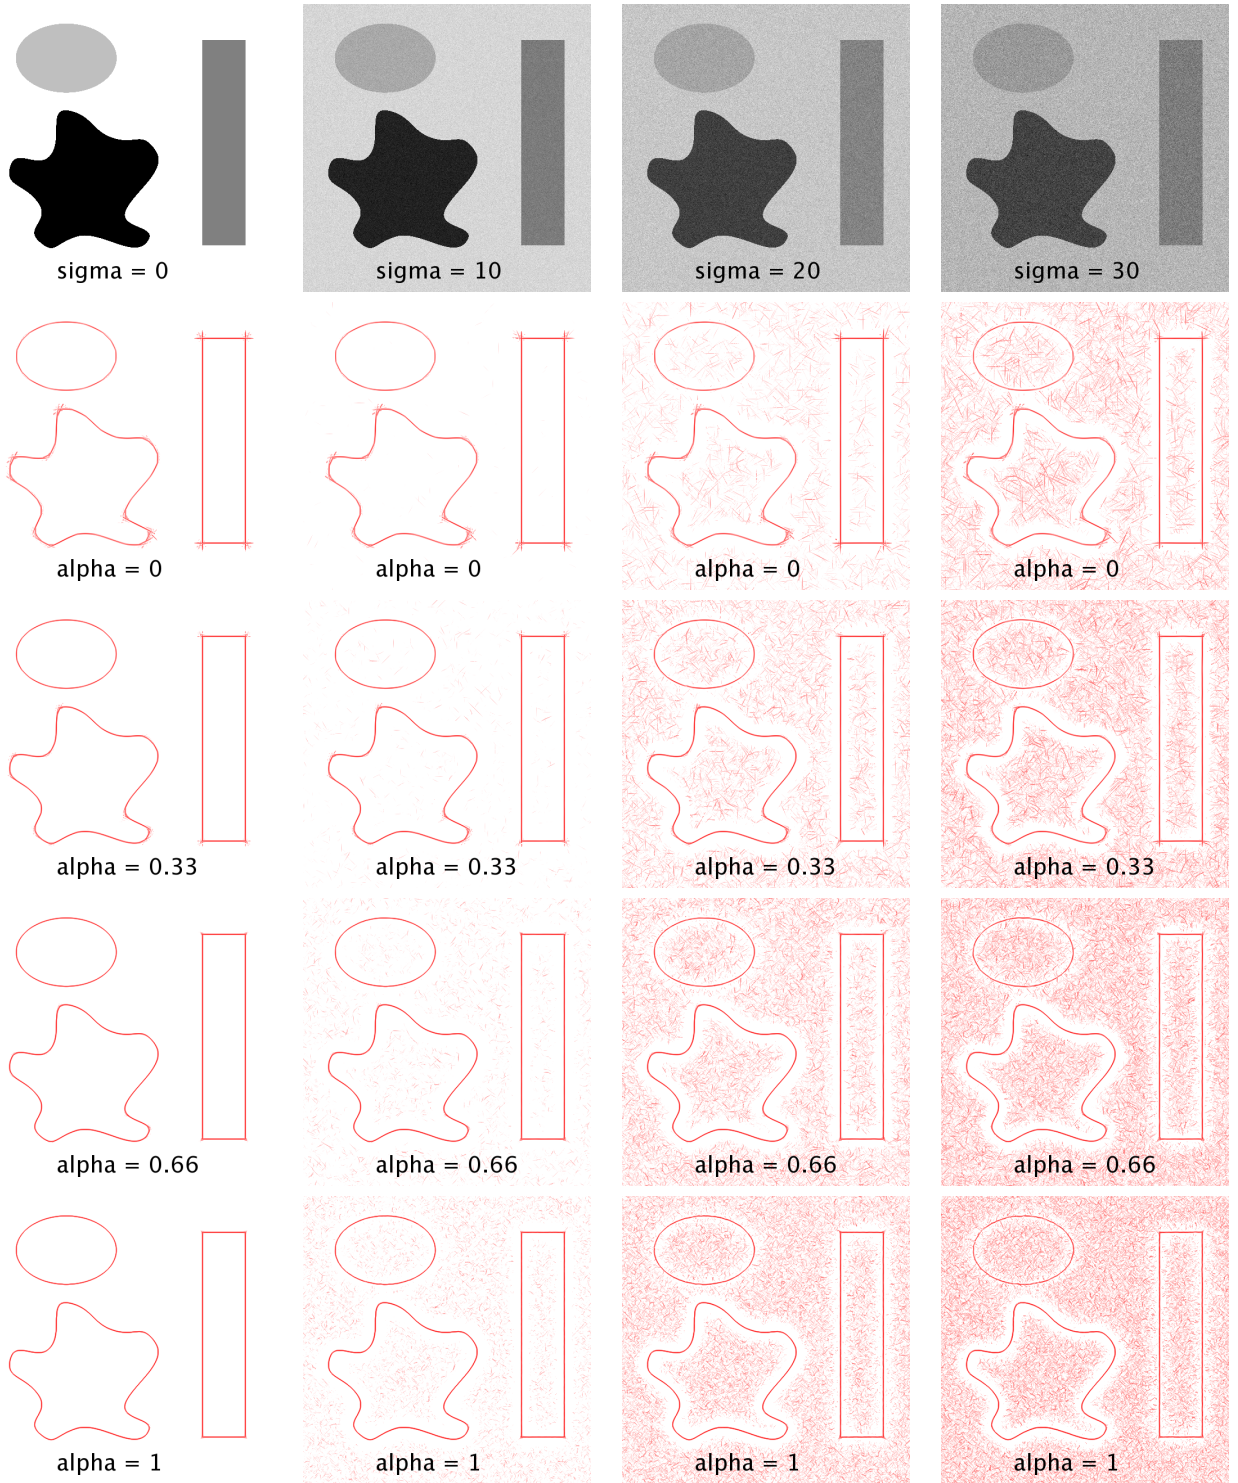 sigma = 0
sigma = 10
sigma = 20
sigma = 30
alpha = 0
alpha = 0
alpha = 0
alpha = 0
alpha = 0.33
alpha = 0.33
alpha = 0.33
alpha = 0.33
alpha = 0.66
alpha = 0.66
alpha = 0.66
alpha = 0.66
alpha = 1
alpha = 1
alpha = 1
alpha = 1